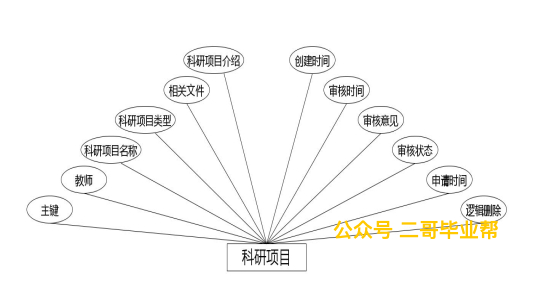 科研项目介绍
创建时间
相关文件
审核时间
科研项目类型
审核意见
科研项目名称
审核状态
教师
申请时间
主键
逻辑删除
公众号 二哥毕业帮
科研项目